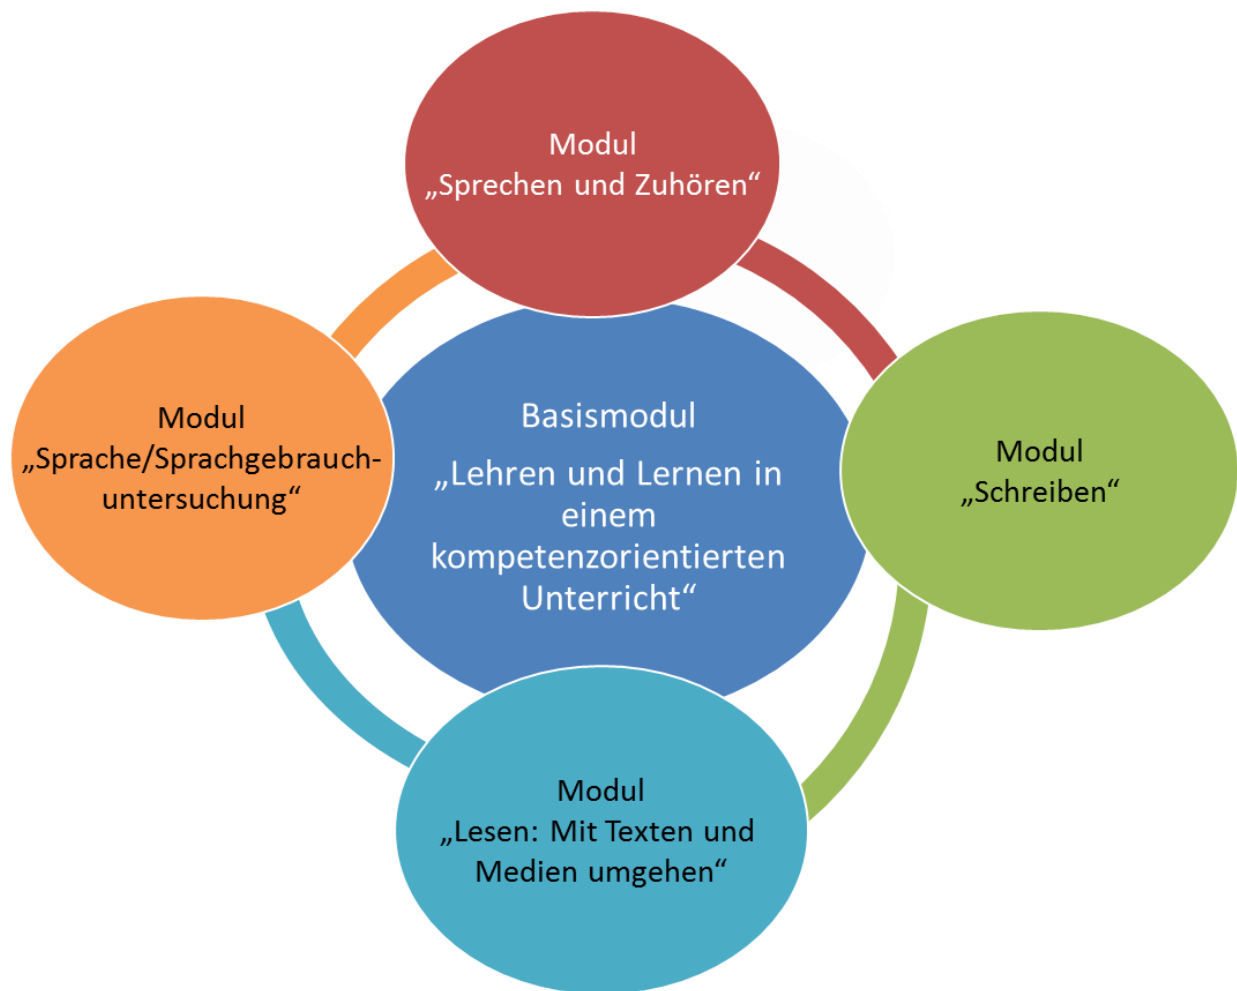 Modul
„Sprechen und Zuhören“
Modul
„Sprache/Sprachgebrauch-
untersuchung“
Basismodul
„Lehren und Lernen in
einem
kompetenzorientierten
Unterricht“
Modul
„Schreiben“
Modul
„Lesen: Mit Texten und
Medien umgehen“